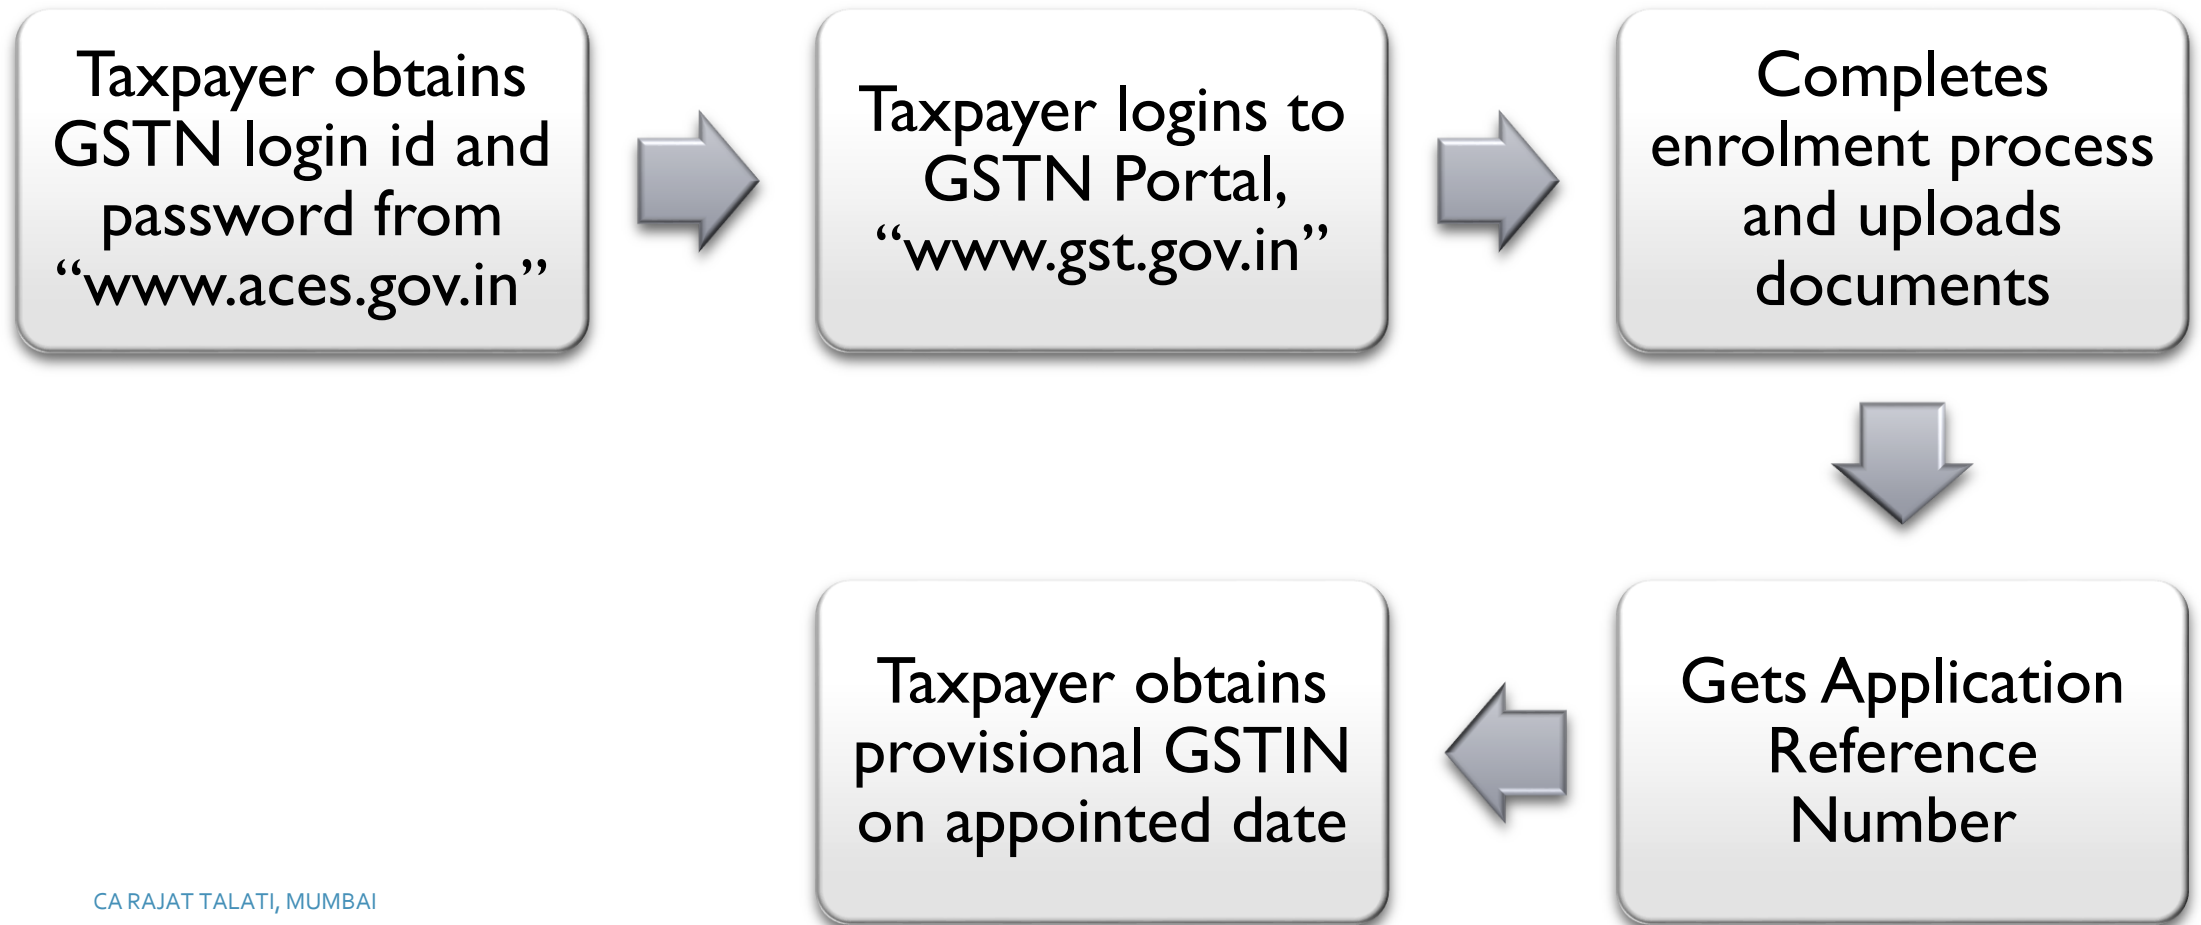 Taxpayer obtains
GSTN login id and
password from
“www.aces.gov.in”
Taxpayer logins to
GSTN Portal,
“www.gst.gov.in”
Completes
enrolment process
and uploads
documents
Gets Application
Reference
Number
Taxpayer obtains
provisional GSTIN
on appointed date
CA RAJAT TALATI, MUMBAI